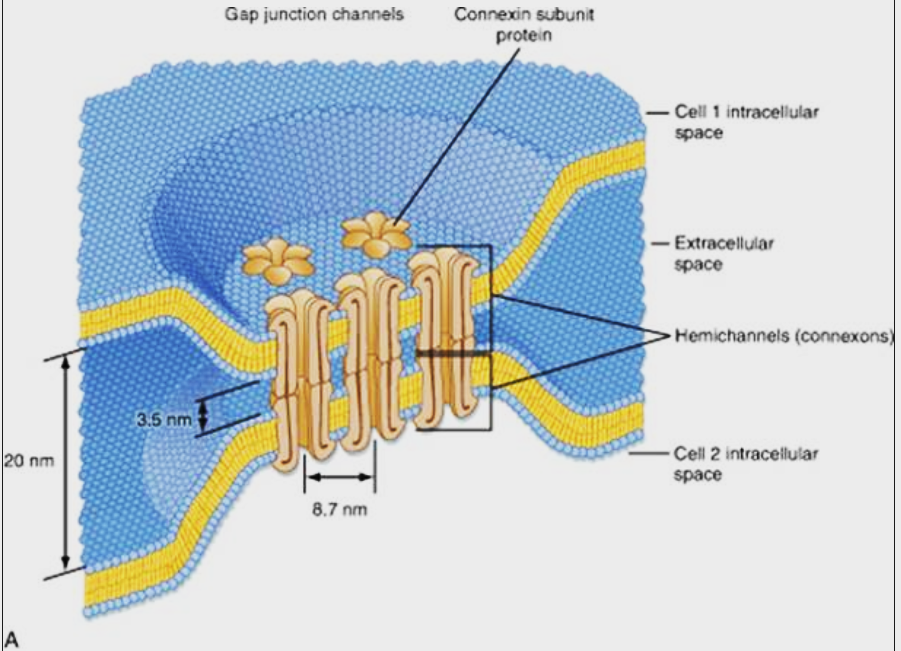 Gap junction channels
Connexin subunit
protein
Cell 1 intracellular
space
Extracellular
space
Hemichannels (connexons)
3.5 nm
20 nm
Cell 2 intracellular
space
8.7 nm
A